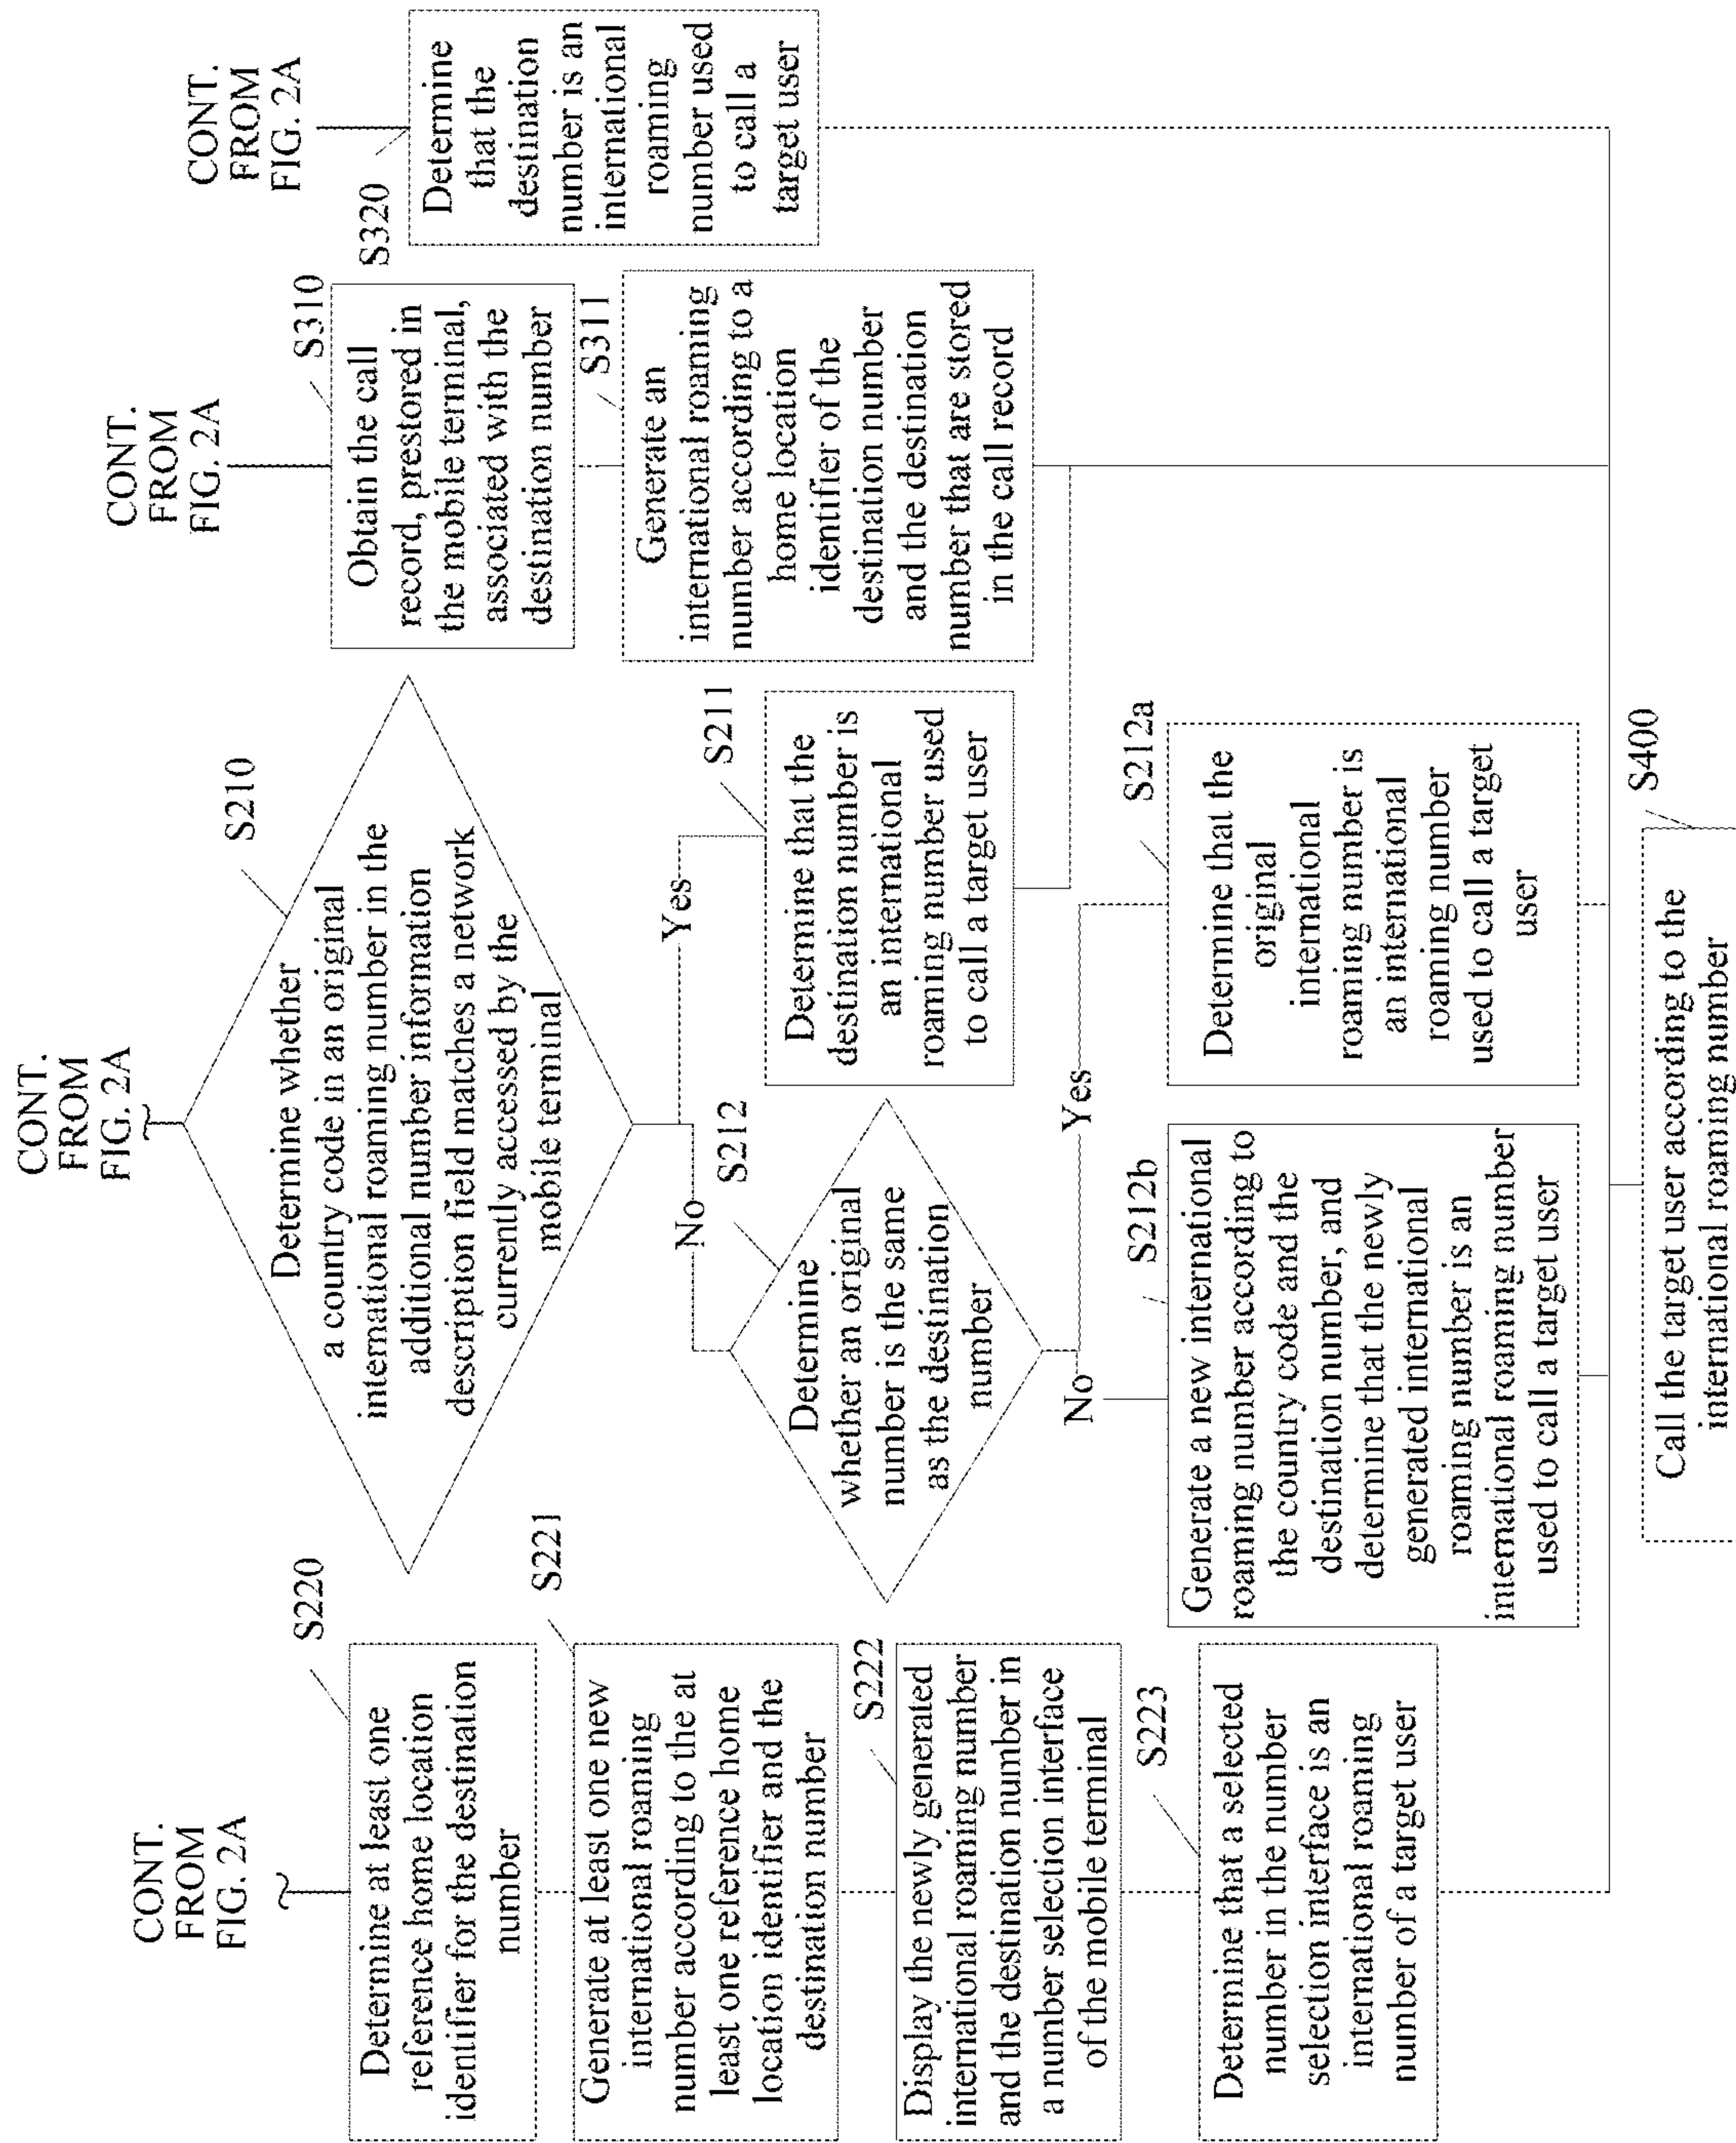 CONT.
FROM
FIG. 2A
S220
Determine at least one
reference home location
identifier for the destination
number
S221
Generate at least one new
international roaming
number according to the at
least one reference home
location identifier and the
destination number
S222
Display the newly generated
international roaming number
and the destination number in
a number selection interface
of the mobile terminal
S223
Determine that a selected
number in the number
selection interface is an
international roaming
number of a target user
CONT.
FROM
FIG. 2A
S210
Determine whether
a country code in an original
international roaming number in the
additional number information
description field matches a network
currently accessed by the
mobile terminal
No
Yes
S212
Determine
whether an original
number is the same
as the destination
number
S211
Determine that the
destination number is
an international
roaming number used
to call a target user
No
Yes
S212b
Generate a new international
roaming number according to
the country code and the
destination number, and
determine that the newly
generated international
roaming number is an
international roaming number
used to call a target user
S212a
Determine that the
original
international
roaming number is
an international
roaming number
used to call a target
user
CONT.
FROM
FIG. 2A
S310
Obtain the call
record, prestored in
the mobile terminal,
associated with the
destination number
S311
Generate an
international roaming
number according to a
home location
identifier of the
destination number
and the destination
number that are stored
in the call record
CONT.
FROM
FIG. 2A
S320
Determine
that the
destination
number is an
international
roaming
number used
to call a
target user
S400
Call the target user according to the
international roaming number